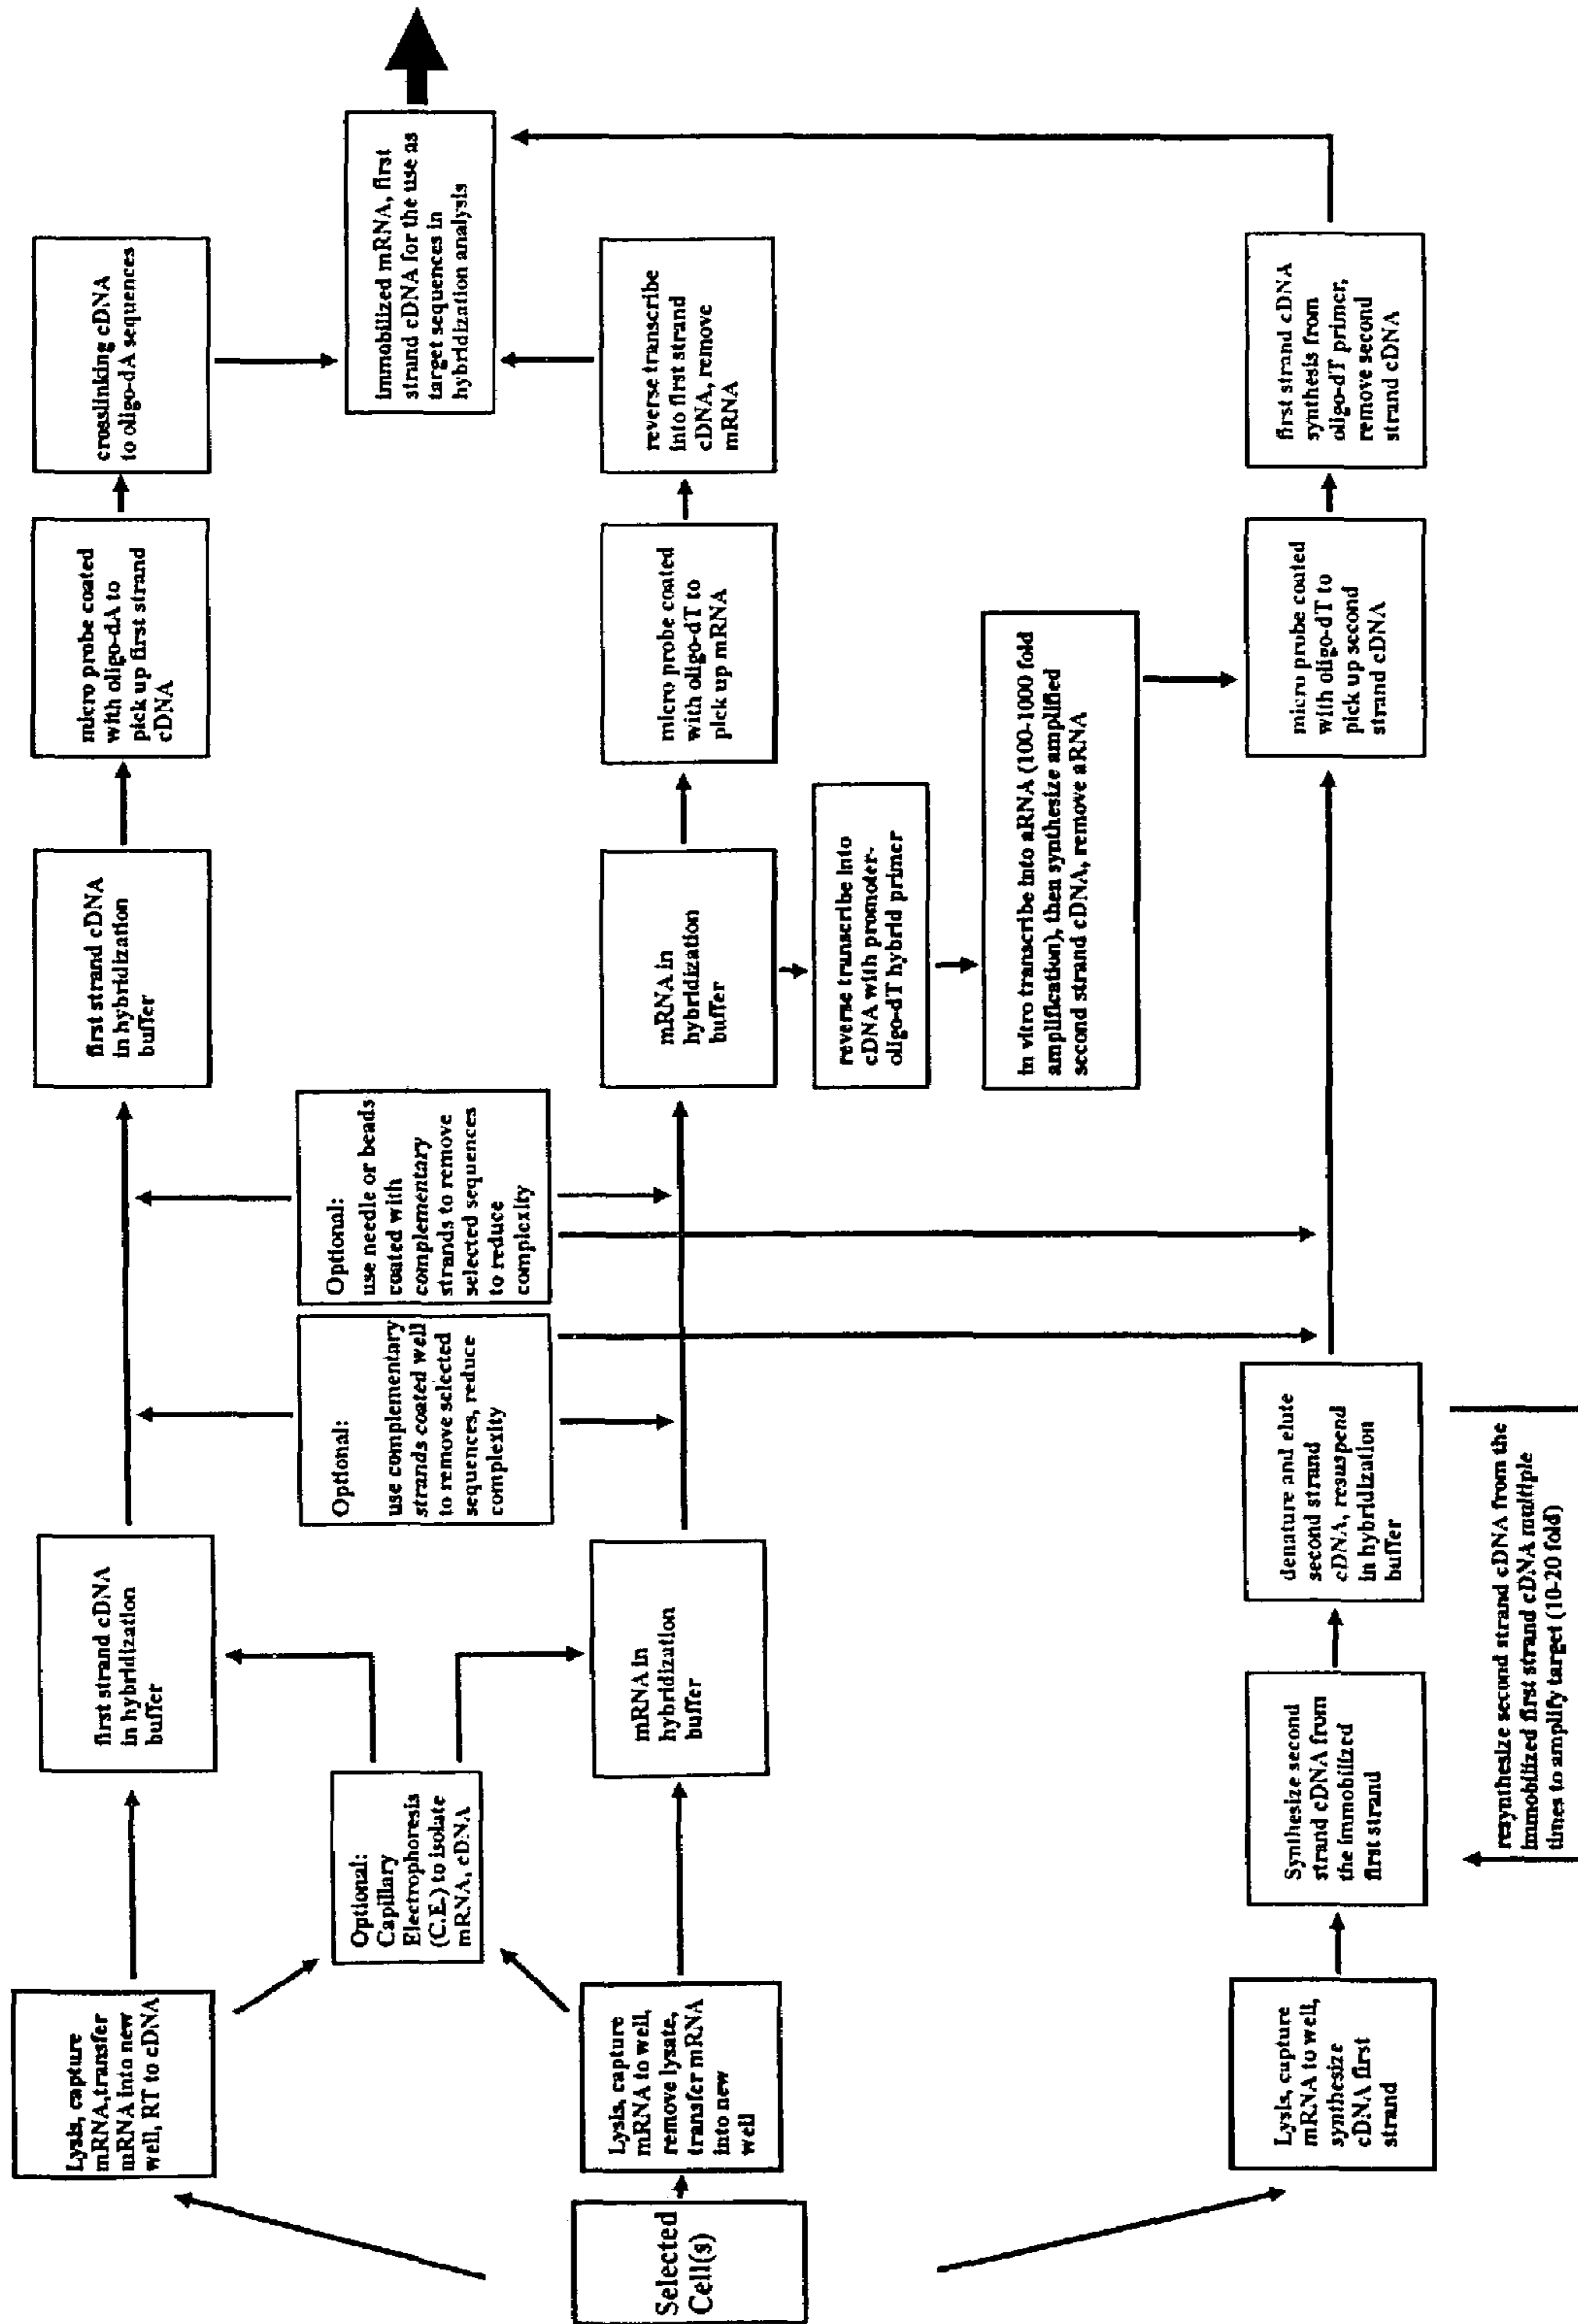 Selected
Cell(s)
Lysis, capture
mRNA,transfer
mRNA into new
well, RT to cDNA
Lysis, capture
mRNA to well,
remove lysate,
transfer mRNA
into new
well
Lysis, capture
mRNA to well,
synthesize
cDNA first
strand
Optional:
Capillary
Electrophoresis
(C.E.) to isolate
mRNA, cDNA
first strand cDNA
in hybridization
buffer
mRNA in
hybridization
buffer
Synthesize second
strand cDNA from
the immobilized
first strand
denature and elute
second strand
cDNA, resuspend
in hybridization
buffer
resynthesize second strand cDNA from the
immobilized first strand cDNA multiple
times to amplify target (10-20 fold)
Optional:
use complementary
strands coated well
to remove selected
sequences, reduce
complexity
Optional:
use needle or beads
coated with
complementary
strands to remove
selected sequences
to reduce
complexity
first strand cDNA
in hybridization
buffer
mRNA in
hybridization
buffer
reverse transcribe into
cDNA with promoter-
oligo-dT hybrid primer
in vitro transcribe into aRNA (100-1000 fold
amplification), then synthesize amplified
second strand cDNA, remove aRNA
micro probe coated
with oligo-dA to
pick up first strand
cDNA
micro probe coated
with oligo-dT to
pick up mRNA
micro probe coated
with oligo-dT to
pick up second
strand cDNA
crosslinking cDNA
to oligo-dA sequences
reverse transcribe
into first strand
cDNA, remove
mRNA
first strand cDNA
synthesis from
oligo-dT primer,
remove second
strand cDNA
immobilized mRNA, first
strand cDNA for the use as
target sequences in
hybridization analysis